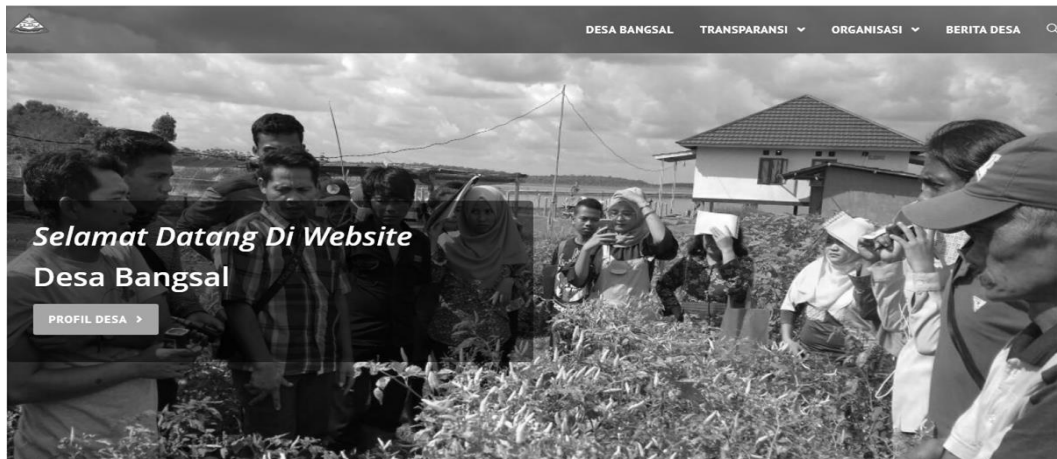 DESA BANGSAL TRANSPARANSI ORGANISASI BERITA DESA
Selamat Datang Di Website
Desa Bangsal
PROFIL DESA >